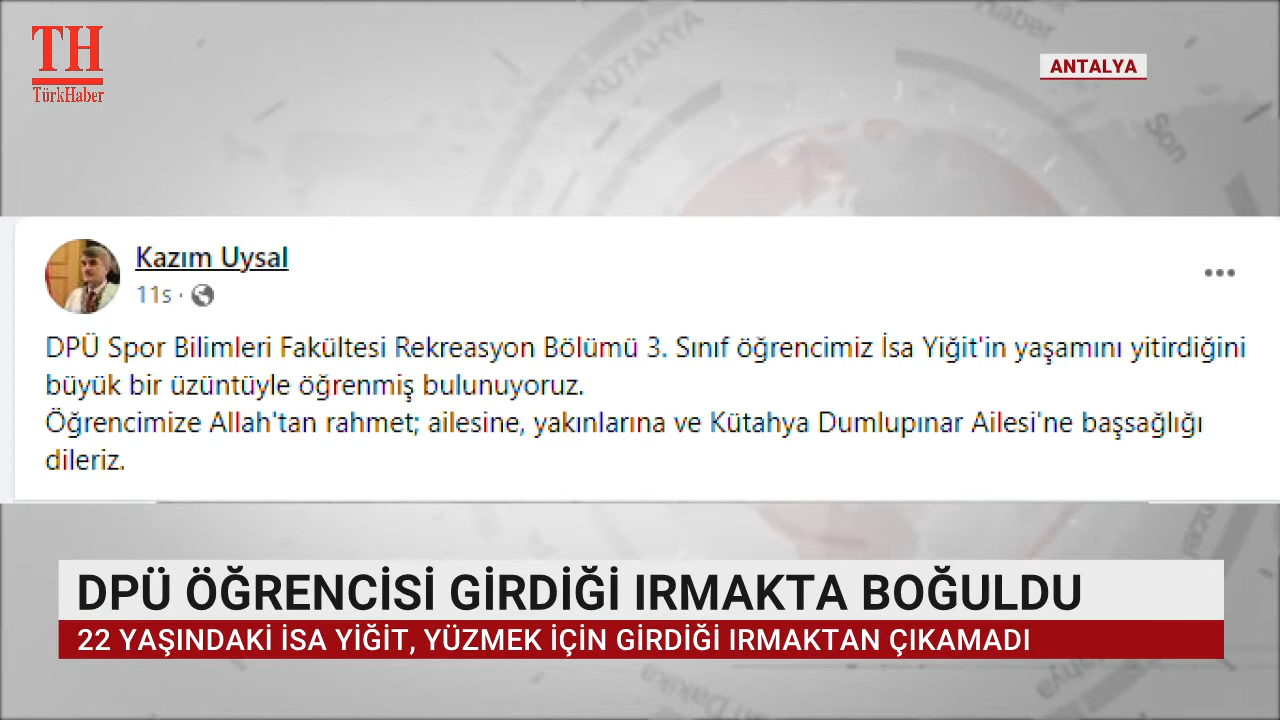 TH
TürkHaber
KÜTAHYA
Haber
ANTALYA
Son
Kazım Uysal
11s ·
DPÜ Spor Bilimleri Fakültesi Rekreasyon Bölümü 3. Sınıf öğrencimiz İsa Yiğit'in yaşamını yitirdiğini
büyük bir üzüntüyle öğrenmiş bulunuyoruz.
Öğrencimize Allah'tan rahmet; ailesine, yakınlarına ve Kütahya Dumlupınar Ailesi'ne başsağlığı
dileriz.
DPÜ ÖĞRENCİSİ GİRDİĞİ IRMAKTA BOĞULDU
22 YAŞINDAKİ İSA YİĞİT, YÜZMEK İÇİN GİRDİĞİ IRMAKTAN ÇIKAMADI